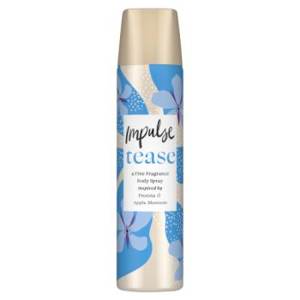 Impulse
tease
a Fine Fragrance
Body Spray
inspired by
Freesia &
Apple Blossom